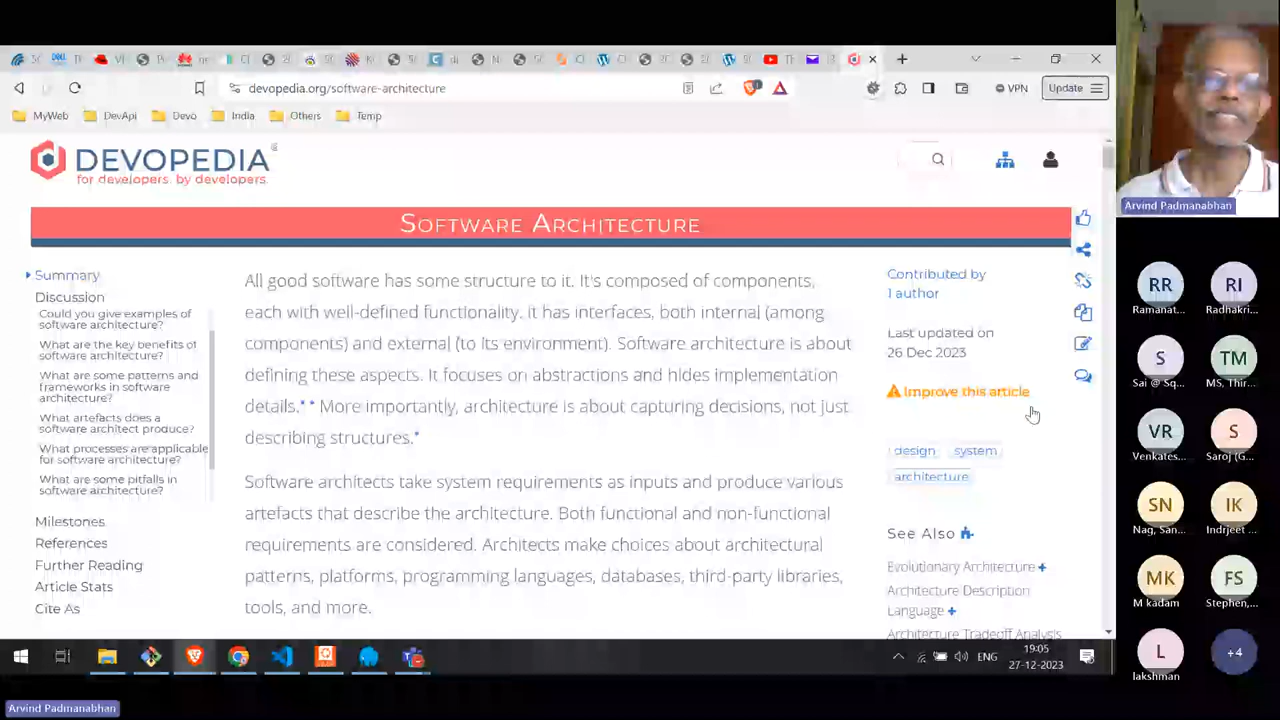 devopedia.org/software-architecture
VPN
Update
MyWeb
DevApi
Devo
India
Others
Temp
DEVOPEDIA
for developers. by developers.
SOFTWARE ARCHITECTURE
Summary
Discussion
Could you give examples of
software architecture?
What are the key benefits of
software architecture?
What are some patterns and
frameworks in software
architecture?
What artefacts does a
software architect produce?
What processes are applicable
for software architecture?
What are some pitfalls in
software architecture?
Milestones
References
Further Reading
Article Stats
Cite As
All good software has some structure to it. It's composed of components,
each with well-defined functionality. It has interfaces, both internal (among
components) and external (to its environment). Software architecture is about
defining these aspects. It focuses on abstractions and hides implementation
details.** More importantly, architecture is about capturing decisions, not just
describing structures.*
Software architects take system requirements as inputs and produce various
artefacts that describe the architecture. Both functional and non-functional
requirements are considered. Architects make choices about architectural
patterns, platforms, programming languages, databases, third-party libraries,
tools, and more.
Contributed by
1 author
Last updated on
26 Dec 2023
Improve this article
design system
architecture
See Also
Evolutionary Architecture +
Architecture Description
Language +
Architecture Tradeoff Analysis
ENG
19:05
27-12-2023
Arvind Padmanabhan
Arvind Padmanabhan
RR
Ramanat...
RI
Radhakri...
S
Sai @ Sq...
TM
MS, Thir...
VR
Venkates...
S
Saroj (G...
SN
Nag, San...
IK
Indrjeet ...
MK
M kadam
FS
Stephen,...
L
lakshman
+4